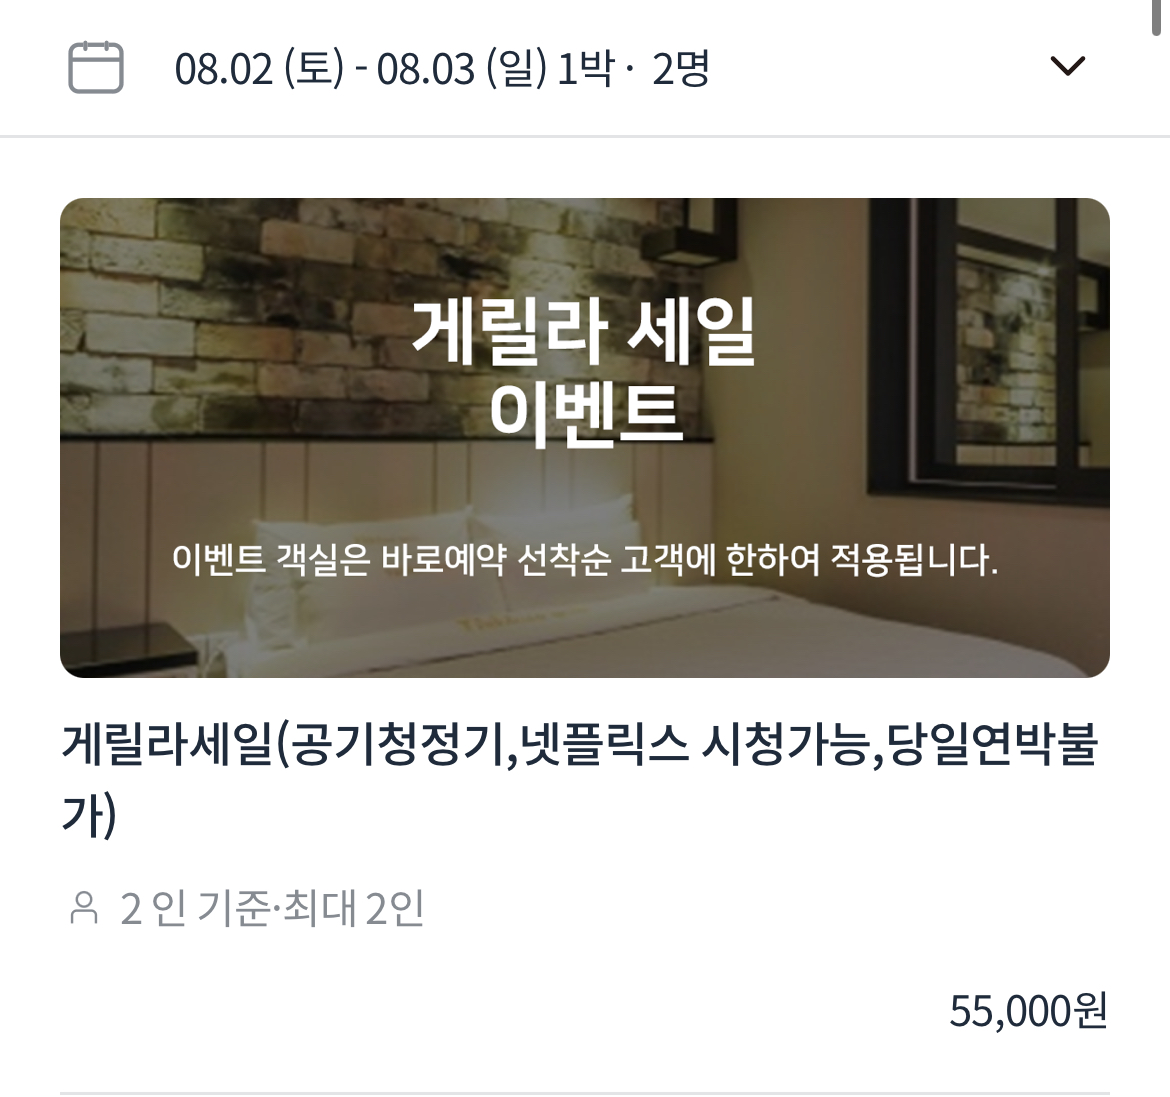 08.02 (토) - 08.03 (일) 1박 · 2명
게릴라 세일
이벤트
이벤트 객실은 바로예약 선착순 고객에 한하여 적용됩니다.
게릴라세일(공기청정기,넷플릭스 시청가능,당일연박불
가)
2 인 기준·최대 2인
55,000원